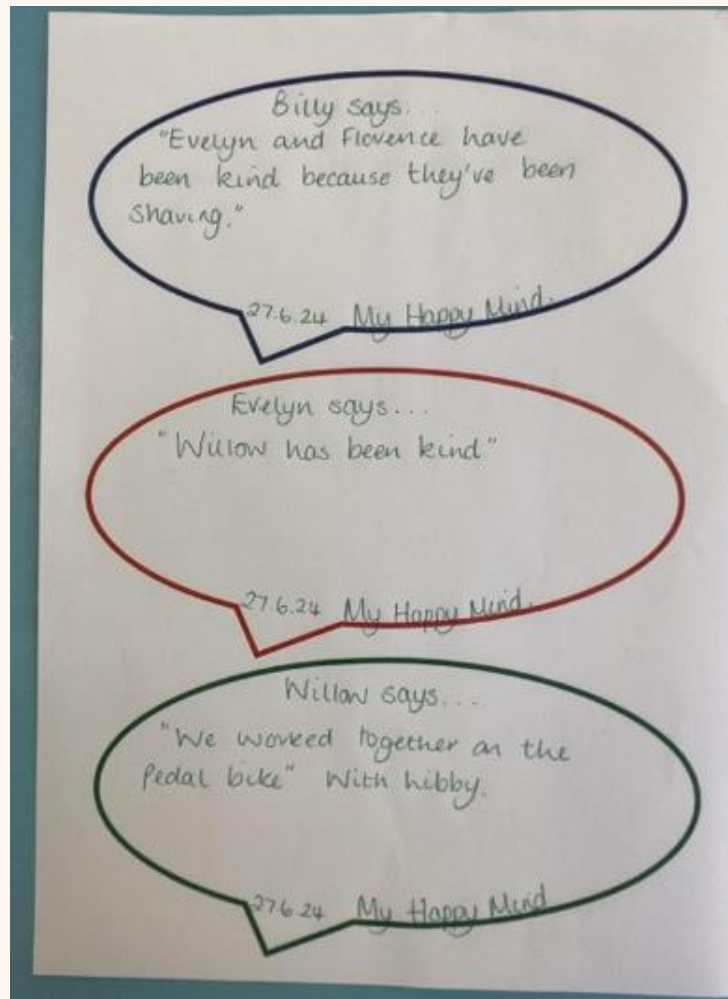 Billy says...
"Evelyn and Florence have
been kind because they've been
sharing."
27.6.24 My Happy Mind.
Evelyn says...
"Willow has been kind"
27.6.24 My Happy Mind.
Willow says...
"We worked together on the
Pedal bike" With
27.6.24 My Happy Mind